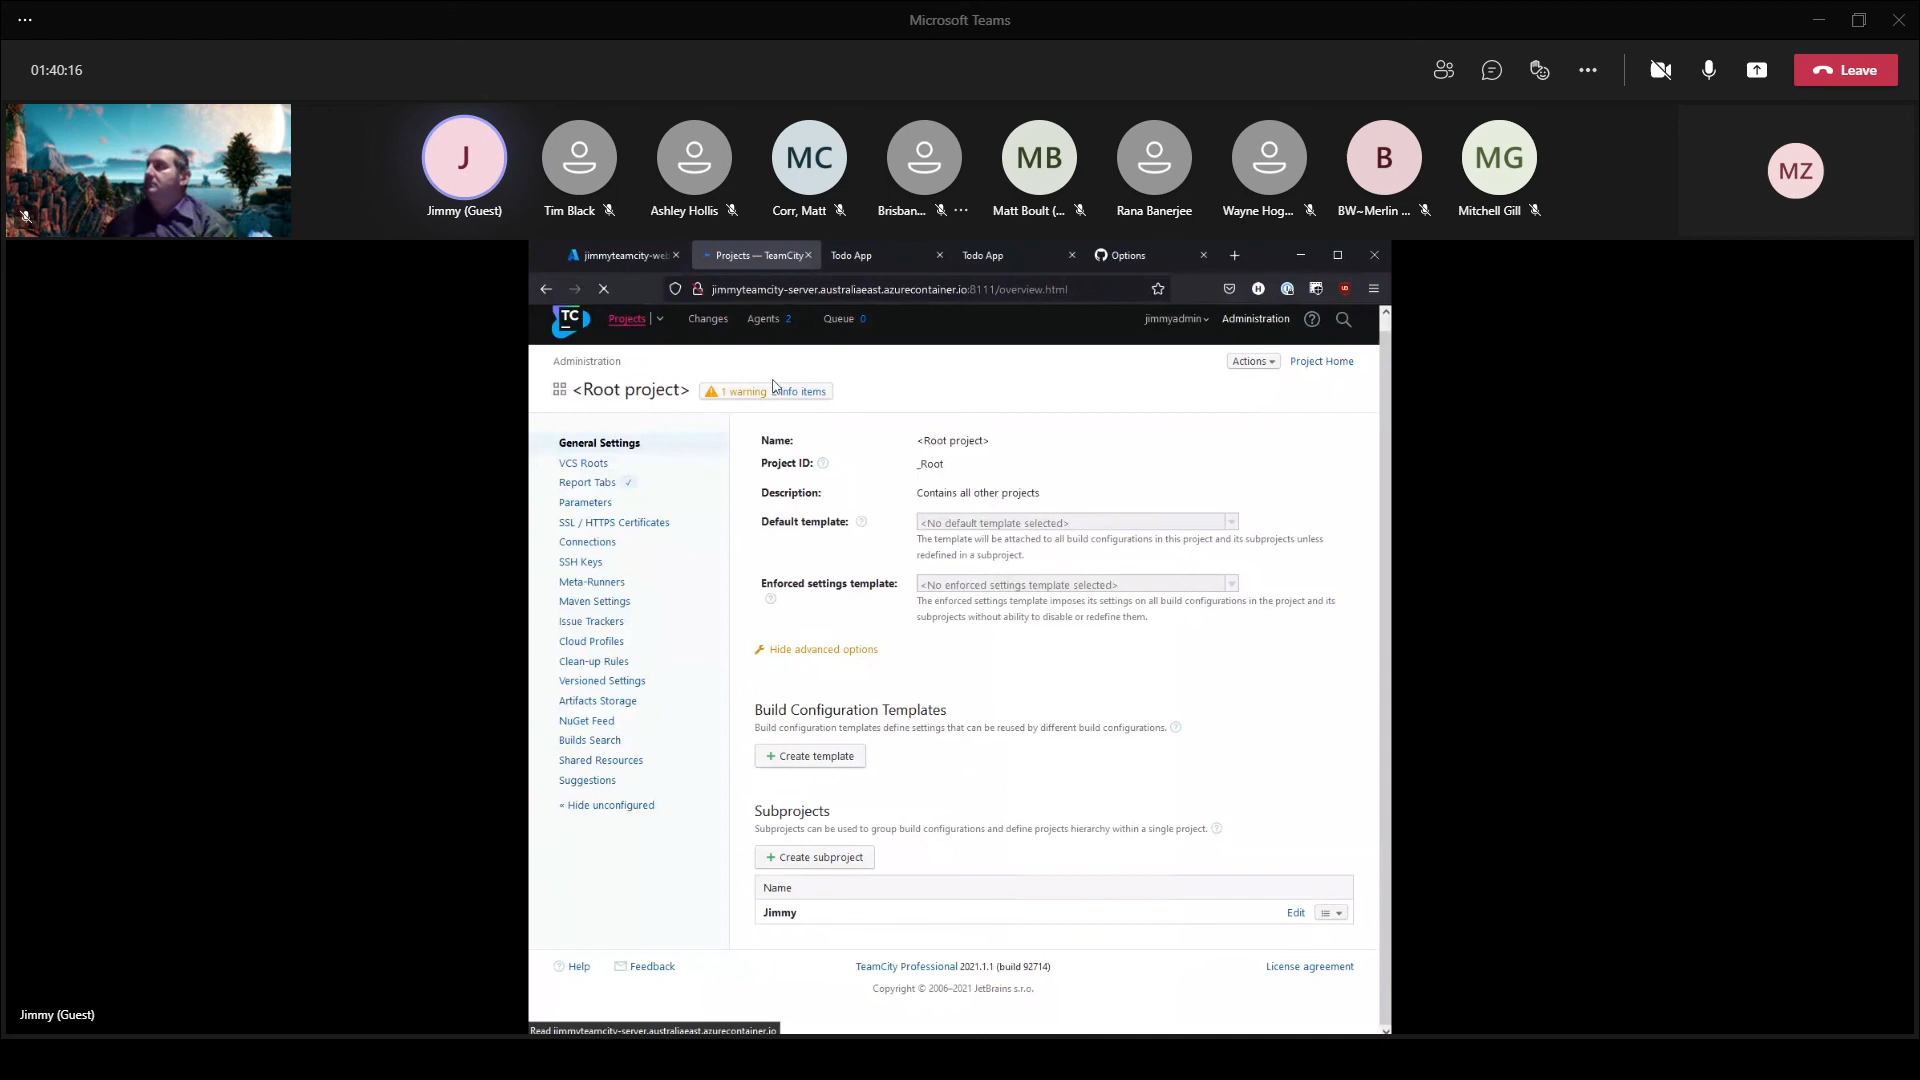 Microsoft Teams
01:40:16
Leave
J
MC
MB
B
MG
MZ
Jimmy (Guest)
Tim Black
Ashley Hollis
Corr, Matt
Brisban...
Matt Boult (...
Rana Banerjee
Wayne Hog...
BW~Merlin ...
Mitchell Gill
jimmyteamcity-web
Projects — TeamCity
Todo App
Todo App
Options
jimmyteamcity-server.australiaeast.azurecontainer.io:8111/overview.html
TC
Projects
Changes
Agents 2
Queue 0
jimmyadmin
Administration
Administration
Actions
Project Home
<Root project>
1 warning
info items
General Settings
VCS Roots
Report Tabs
Parameters
SSL / HTTPS Certificates
Connections
SSH Keys
Meta-Runners
Maven Settings
Issue Trackers
Cloud Profiles
Clean-up Rules
Versioned Settings
Artifacts Storage
NuGet Feed
Builds Search
Shared Resources
Suggestions
« Hide unconfigured
Name: <Root project>
Project ID: _Root
Description: Contains all other projects
Default template: <No default template selected>
The template will be attached to all build configurations in this project and its subprojects unless
redefined in a subproject.
Enforced settings template: <No enforced settings template selected>
The enforced settings template imposes its settings on all build configurations in the project and its
subprojects without ability to disable or redefine them.
Hide advanced options
Build Configuration Templates
Build configuration templates define settings that can be reused by different build configurations.
+ Create template
Subprojects
Subprojects can be used to group build configurations and define projects hierarchy within a single project.
+ Create subproject
Name
Jimmy
Edit
Help
Feedback
TeamCity Professional 2021.1.1 (build 92714)
License agreement
Copyright © 2006–2021 JetBrains s.r.o.
Jimmy (Guest)
Read jimmyteamcity-server.australiaeast.azurecontainer.io